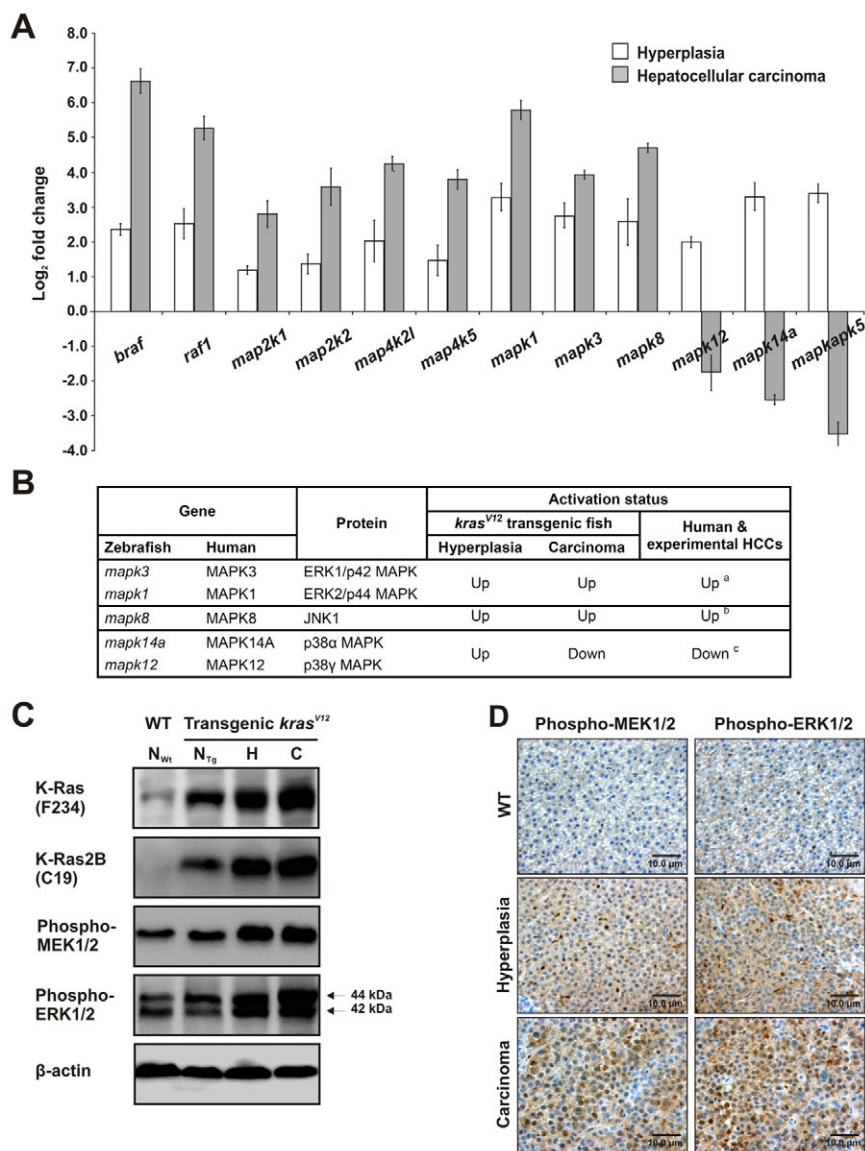 A
8.0
7.0
6.0
5.0
4.0
3.0
2.0
1.0
0.0
-1.0
-2.0
-3.0
-4.0
Log2 fold change
Hyperplasia
Hepatocellular carcinoma
braf
raf1
map2k1
map2k2
map4k2l
map4k5
mapk1
mapk3
mapk8
mapk12
mapk14a
mapkapk5
B
Gene Protein Activation status
krasV12 transgenic fish Human & experimental HCCs
Zebrafish Human Hyperplasia Carcinoma
mapk3 MAPK3 ERK1/p42 MAPK Up Up Up a
mapk1 MAPK1 ERK2/p44 MAPK
mapk8 MAPK8 JNK1 Up Up Up b
mapk14a MAPK14A p38α MAPK Up Down Down c
mapk12 MAPK12 p38γ MAPK
C
WT Transgenic krasV12
NWt NTg H C
K-Ras
(F234)
K-Ras2B
(C19)
Phospho-
MEK1/2
Phospho-
ERK1/2
44 kDa
42 kDa
β-actin
D
Phospho-MEK1/2 Phospho-ERK1/2
WT
10.0 µm 10.0 µm
Hyperplasia
10.0 µm 10.0 µm
Carcinoma
10.0 µm 10.0 µm